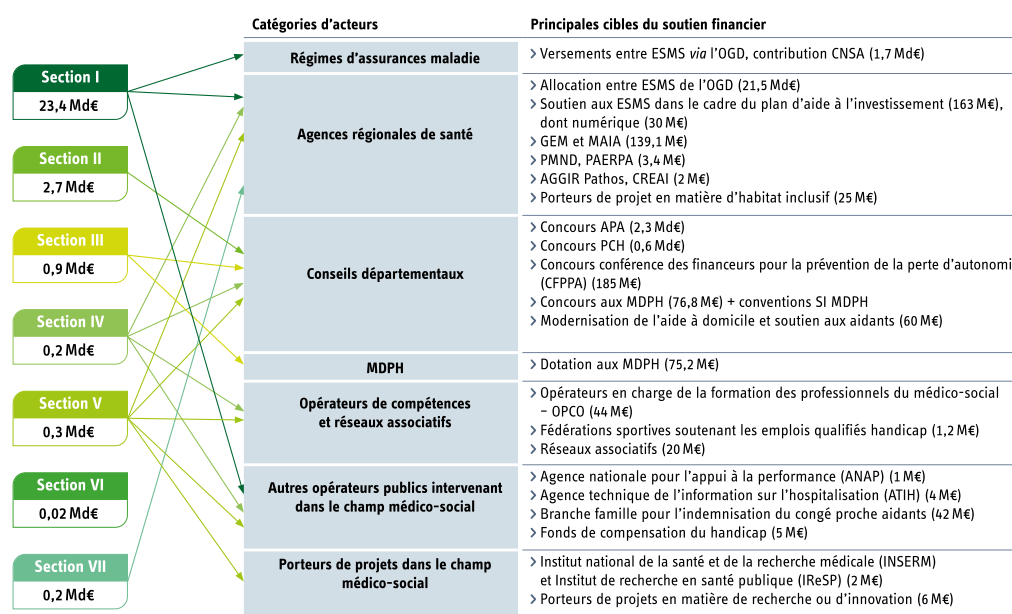 Catégories d'acteurs
Principales cibles du soutien financier
Section I
23,4 Md€
Section II
2,7 Md€
Section III
0,9 Md€
Section IV
0,2 Md€
Section V
0,3 Md€
Section VI
0,02 Md€
Section VII
0,2 Md€
Régimes d'assurances maladie
> Versements entre ESMS via l'OGD, contribution CNSA (1,7 Md€)
Agences régionales de santé
> Allocation entre ESMS de l'OGD (21,5 Md€)
> Soutien aux ESMS dans le cadre du plan d'aide à l'investissement (163 M€),
dont numérique (30 M€)
> GEM et MAIA (139,1 M€)
> PMND, PAERPA (3,4 M€)
> AGGIR Pathos, CREAI (2 M€)
> Porteurs de projet en matière d'habitat inclusif (25 M€)
Conseils départementaux
> Concours APA (2,3 Md€)
> Concours PCH (0,6 Md€)
> Concours conférence des financeurs pour la prévention de la perte d'autonomi
(CFPPA) (185 M€)
> Concours aux MDPH (76,8 M€) + conventions SI MDPH
> Modernisation de l'aide à domicile et soutien aux aidants (60 M€)
MDPH
> Dotation aux MDPH (75,2 M€)
Opérateurs de compétences
et réseaux associatifs
> Opérateurs en charge de la formation des professionnels du médico-social
– OPCO (44 M€)
> Fédérations sportives soutenant les emplois qualifiés handicap (1,2 M€)
> Réseaux associatifs (20 M€)
Autres opérateurs publics intervenant
dans le champ médico-social
> Agence nationale pour l'appui à la performance (ANAP) (1 M€)
> Agence technique de l'information sur l'hospitalisation (ATIH) (4 M€)
> Branche famille pour l'indemnisation du congé proche aidants (42 M€)
> Fonds de compensation du handicap (5 M€)
Porteurs de projets dans le champ
médico-social
> Institut national de la santé et de la recherche médicale (INSERM)
et Institut de recherche en santé publique (IReSP) (2 M€)
> Porteurs de projets en matière de recherche ou d'innovation (6 M€)